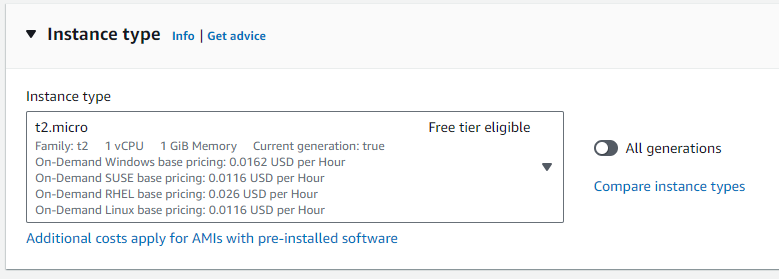 Instance type Info | Get advice
Instance type
t2.micro Free tier eligible
Family: t2 1 vCPU 1 GiB Memory Current generation: true
On-Demand Windows base pricing: 0.0162 USD per Hour
On-Demand SUSE base pricing: 0.0116 USD per Hour
On-Demand RHEL base pricing: 0.026 USD per Hour
On-Demand Linux base pricing: 0.0116 USD per Hour
All generations
Compare instance types
Additional costs apply for AMIs with pre-installed software